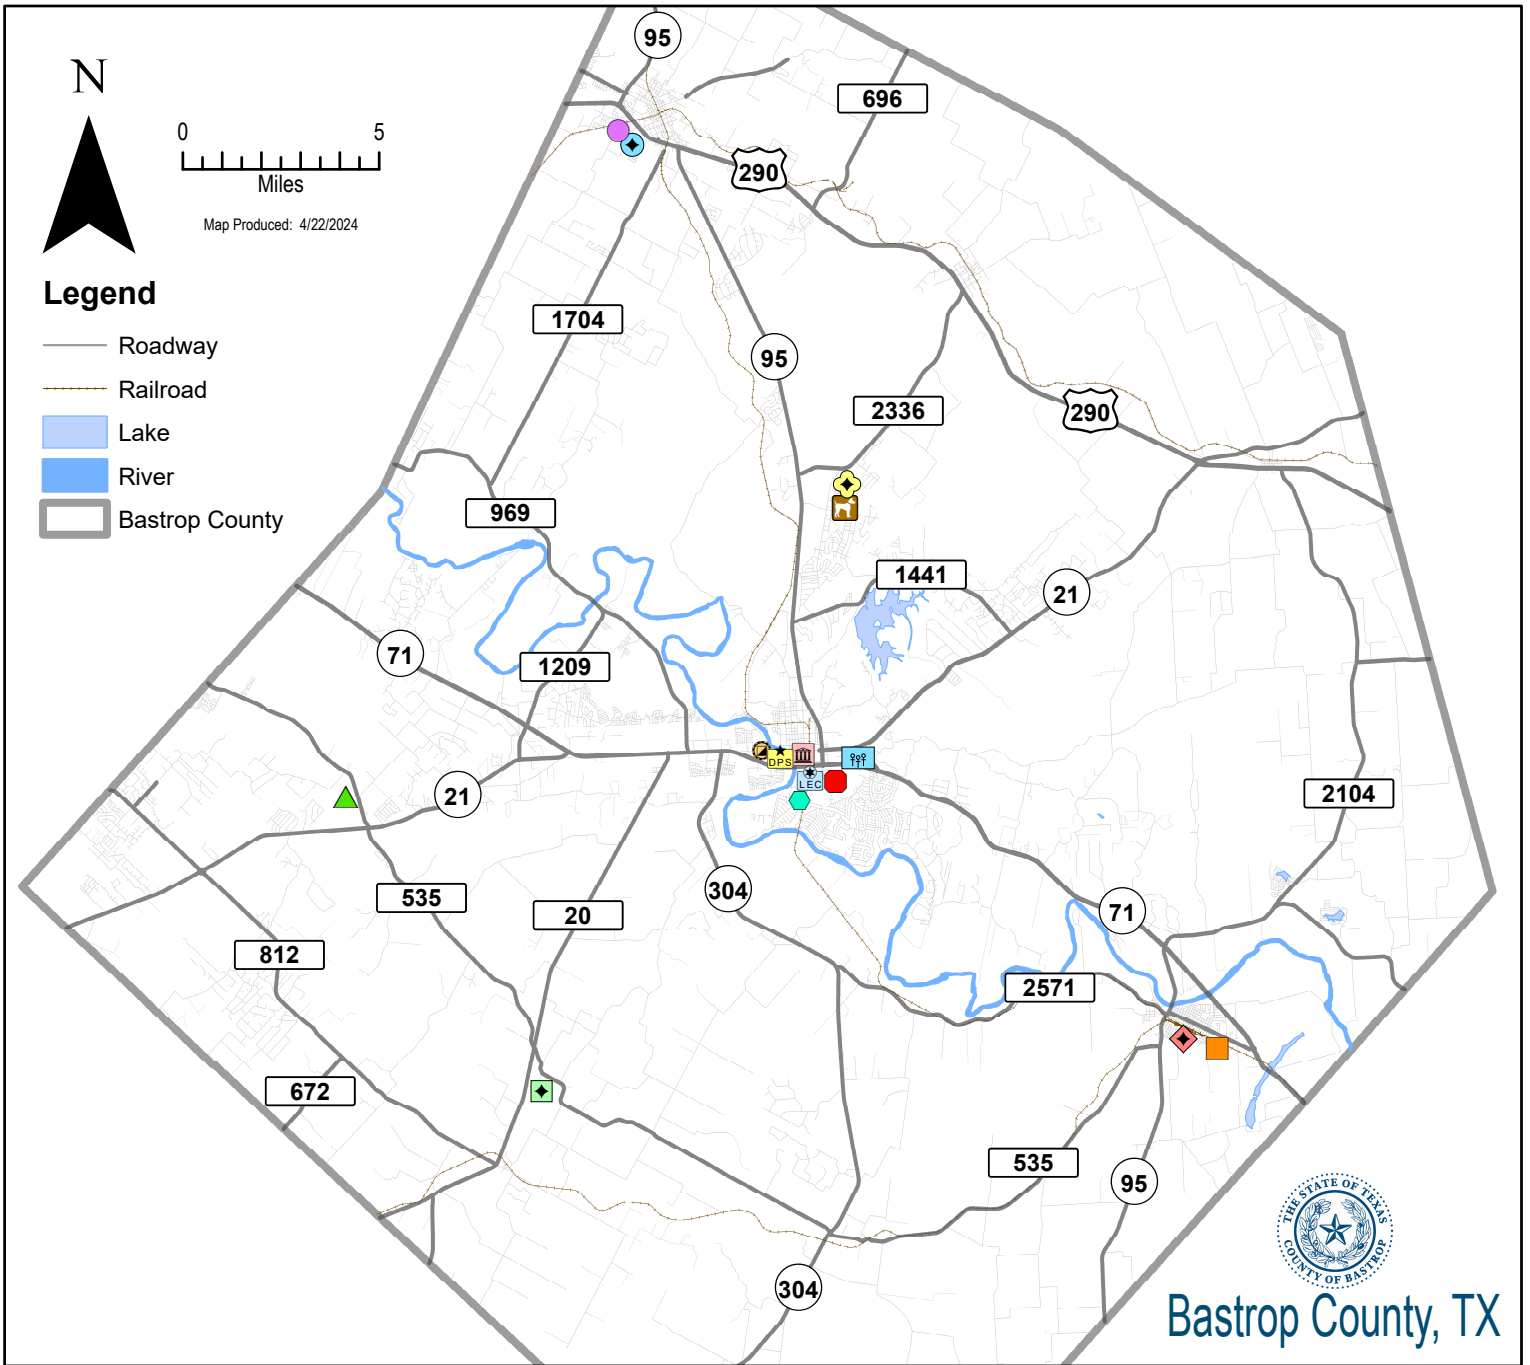 95
N
0 5
696
Miles
290
Map Produced: 4/22/2024
Legend
1704
Roadway
95
Railroad
2336
290
Lake
River
969
Bastrop County
1441
21
71
1209
DPS
LEC
21
2104
304
535
20
71
812
2571
672
535
95
THE STATE OF TEXAS
COUNTY OF BASTROP
304
Bastrop County, TX